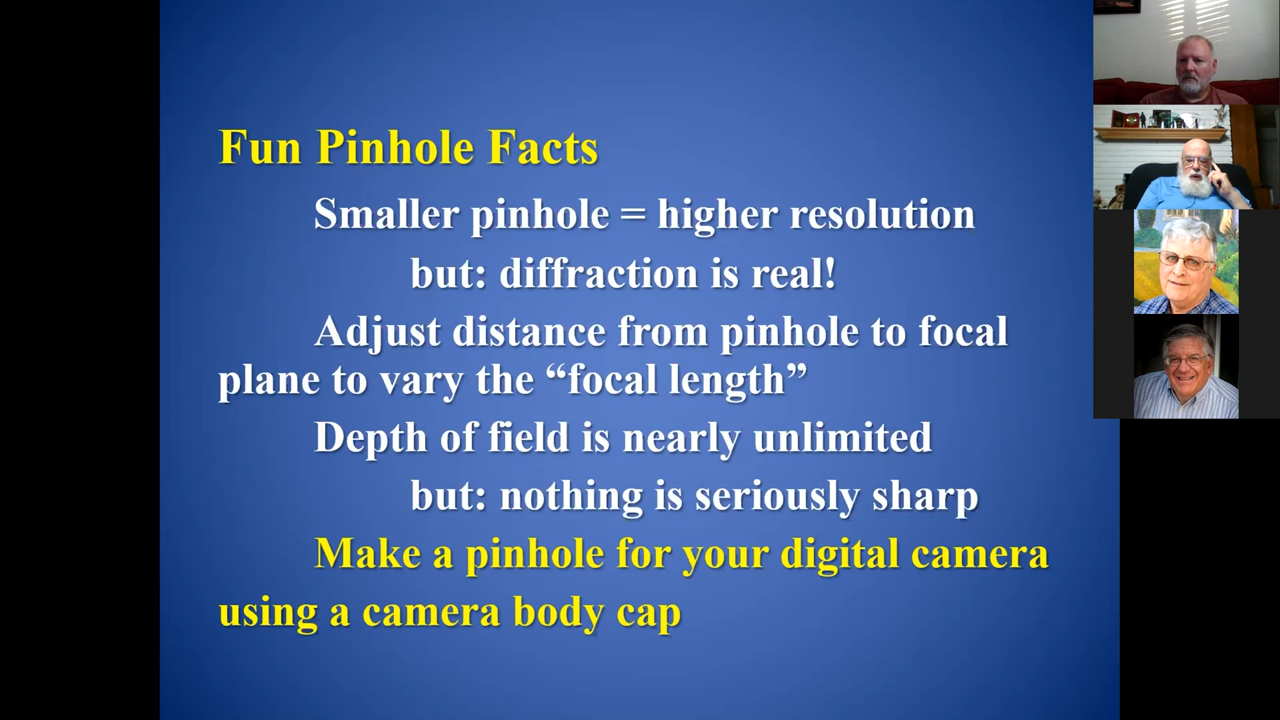 Fun Pinhole Facts
Smaller pinhole = higher resolution
but: diffraction is real!
Adjust distance from pinhole to focal
plane to vary the “focal length”
Depth of field is nearly unlimited
but: nothing is seriously sharp
Make a pinhole for your digital camera
using a camera body cap